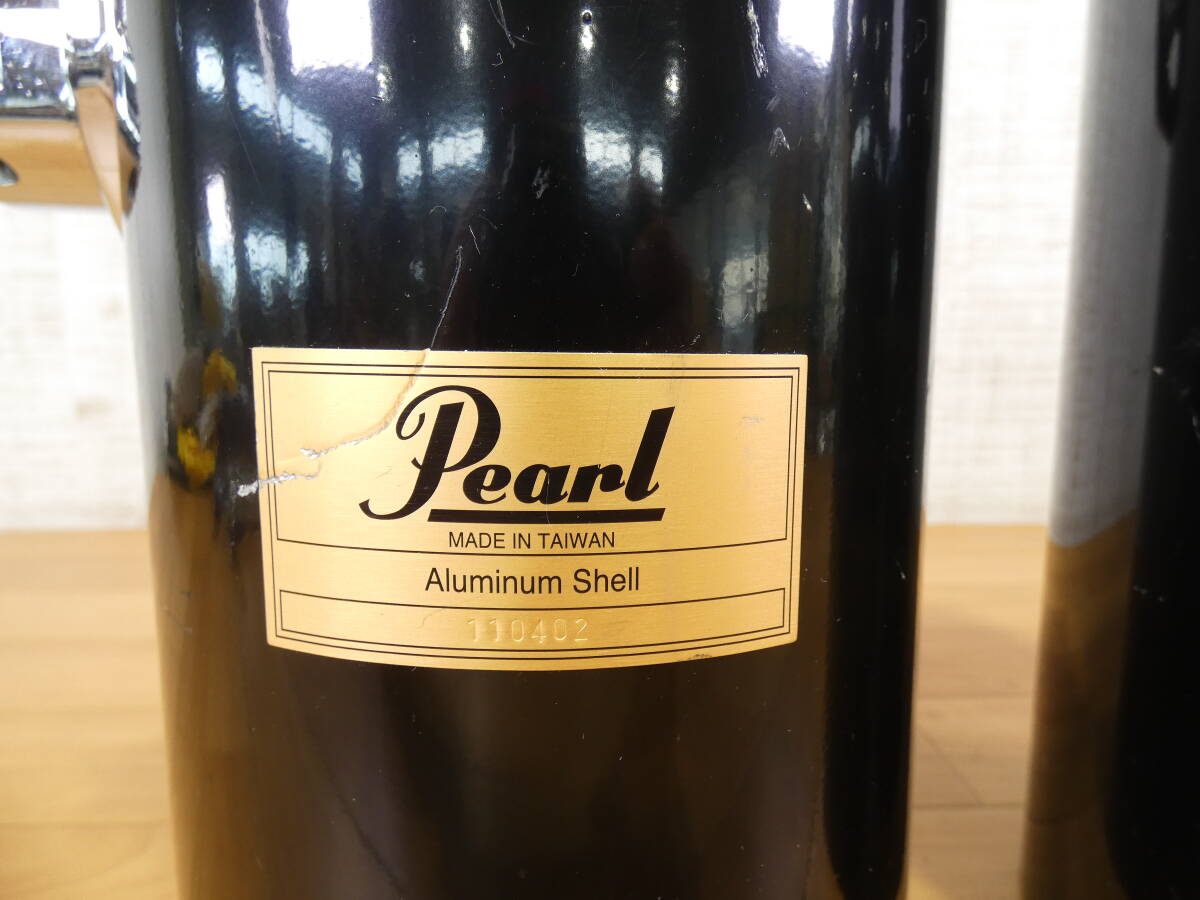 Pearl
MADE IN TAIWAN
Aluminum Shell
110402